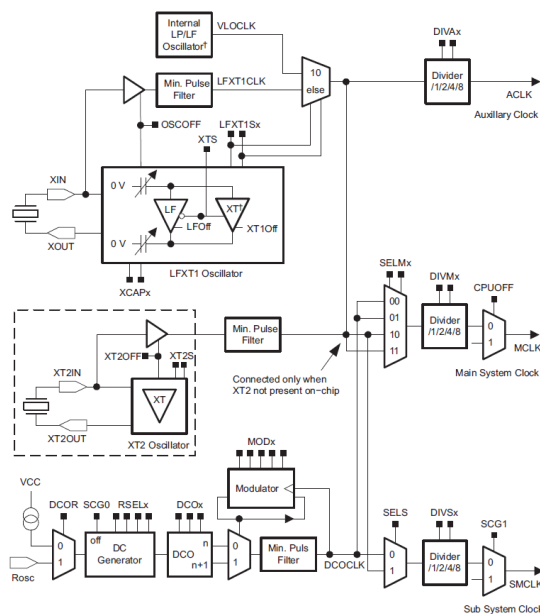 Internal
LP/LF
Oscillator†
VLOCLK
DIVAx
10
else
Min. Pulse
Filter
LFXT1CLK
Divider
/1/2/4/8
ACLK
Auxillary Clock
OSCOFF
LFXT1Sx
XTS
XIN
0 V
LF
XT†
LFOff
XT1Off
XOUT
0 V
LFXT1 Oscillator
XCAPx
SELMx
DIVMx
CPUOFF
00
01
10
11
Divider
/1/2/4/8
0
1
MCLK
Main System Clock
Min. Pulse
Filter
Connected only when
XT2 not present on-chip
XT2OFF
XT2S
XT2IN
XT
XT2OUT
XT2 Oscillator
MODx
Modulator
VCC
DCOR
SCG0
RSELx
DCOx
0
1
off
DC
Generator
DCO
n
n+1
0
1
Min. Puls
Filter
DCOCLK
Rosc
SELS
DIVSx
SCG1
0
1
Divider
/1/2/4/8
0
1
SMCLK
Sub System Clock